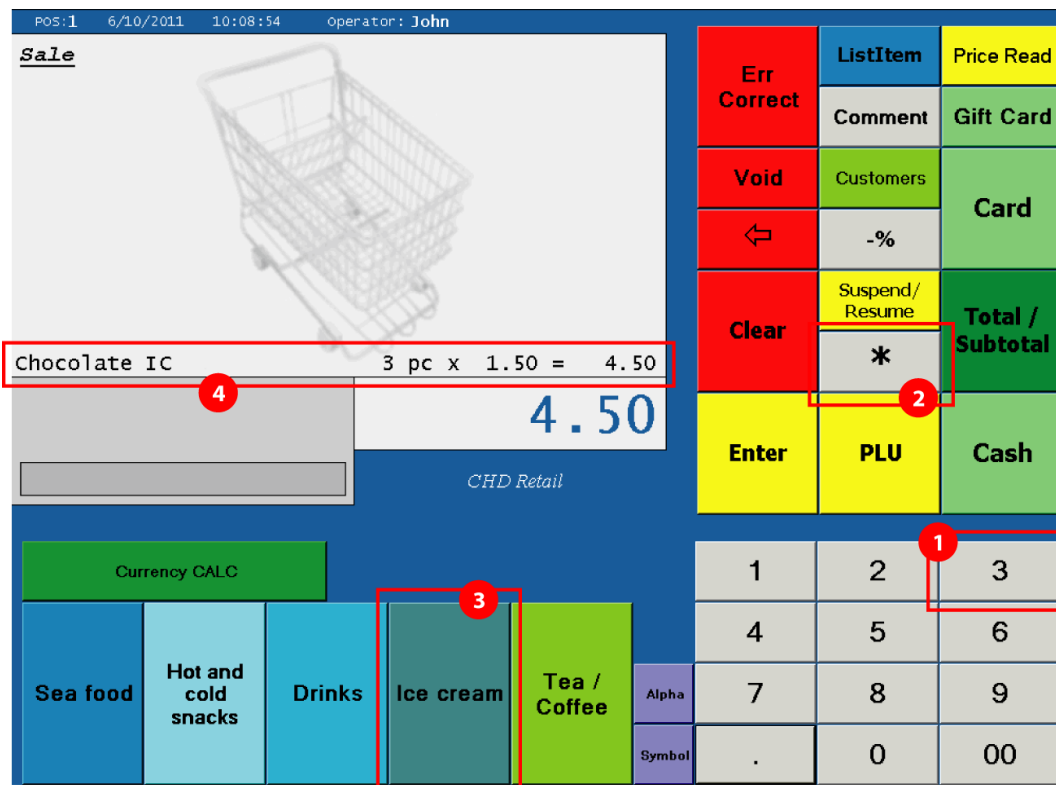 POS:1 6/10/2011 10:08:54 Operator: John
Sale
Chocolate IC 3 pc x 1.50 = 4.50
4
4.50
CHD Retail
Err
Correct
ListItem
Price Read
Comment
Gift Card
Void
Customers
Card
⇦
-%
Clear
Suspend/
Resume
Total /
Subtotal
*
2
Enter
PLU
Cash
1
Currency CALC
3
Sea food
Hot and
cold
snacks
Drinks
Ice cream
Tea /
Coffee
Alpha
Symbol
1 2 3
4 5 6
7 8 9
. 0 00